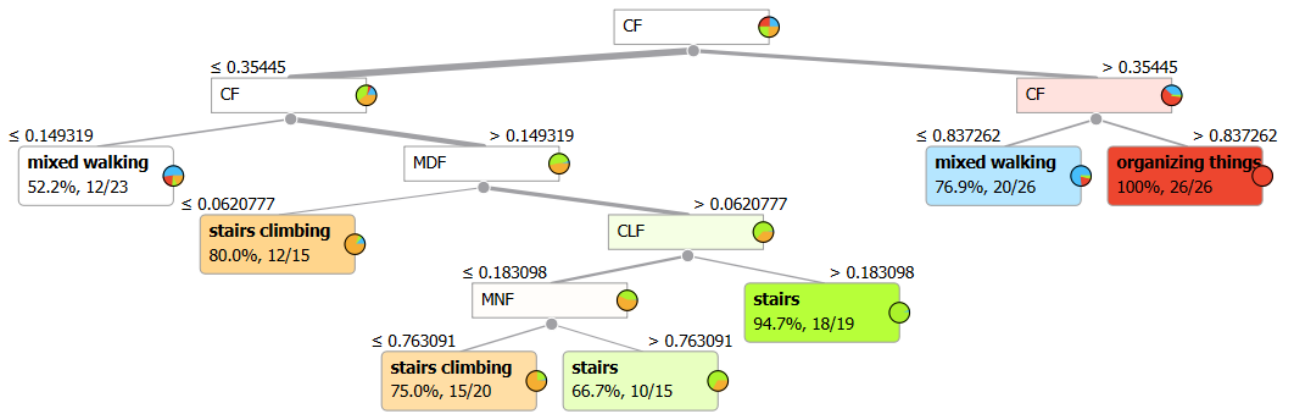 CF
≤ 0.35445
> 0.35445
CF
CF
≤ 0.149319
> 0.149319
≤ 0.837262
> 0.837262
mixed walking
52.2%, 12/23
MDF
mixed walking
76.9%, 20/26
organizing things
100%, 26/26
≤ 0.0620777
> 0.0620777
stairs climbing
80.0%, 12/15
CLF
≤ 0.183098
> 0.183098
MNF
stairs
94.7%, 18/19
≤ 0.763091
> 0.763091
stairs climbing
75.0%, 15/20
stairs
66.7%, 10/15